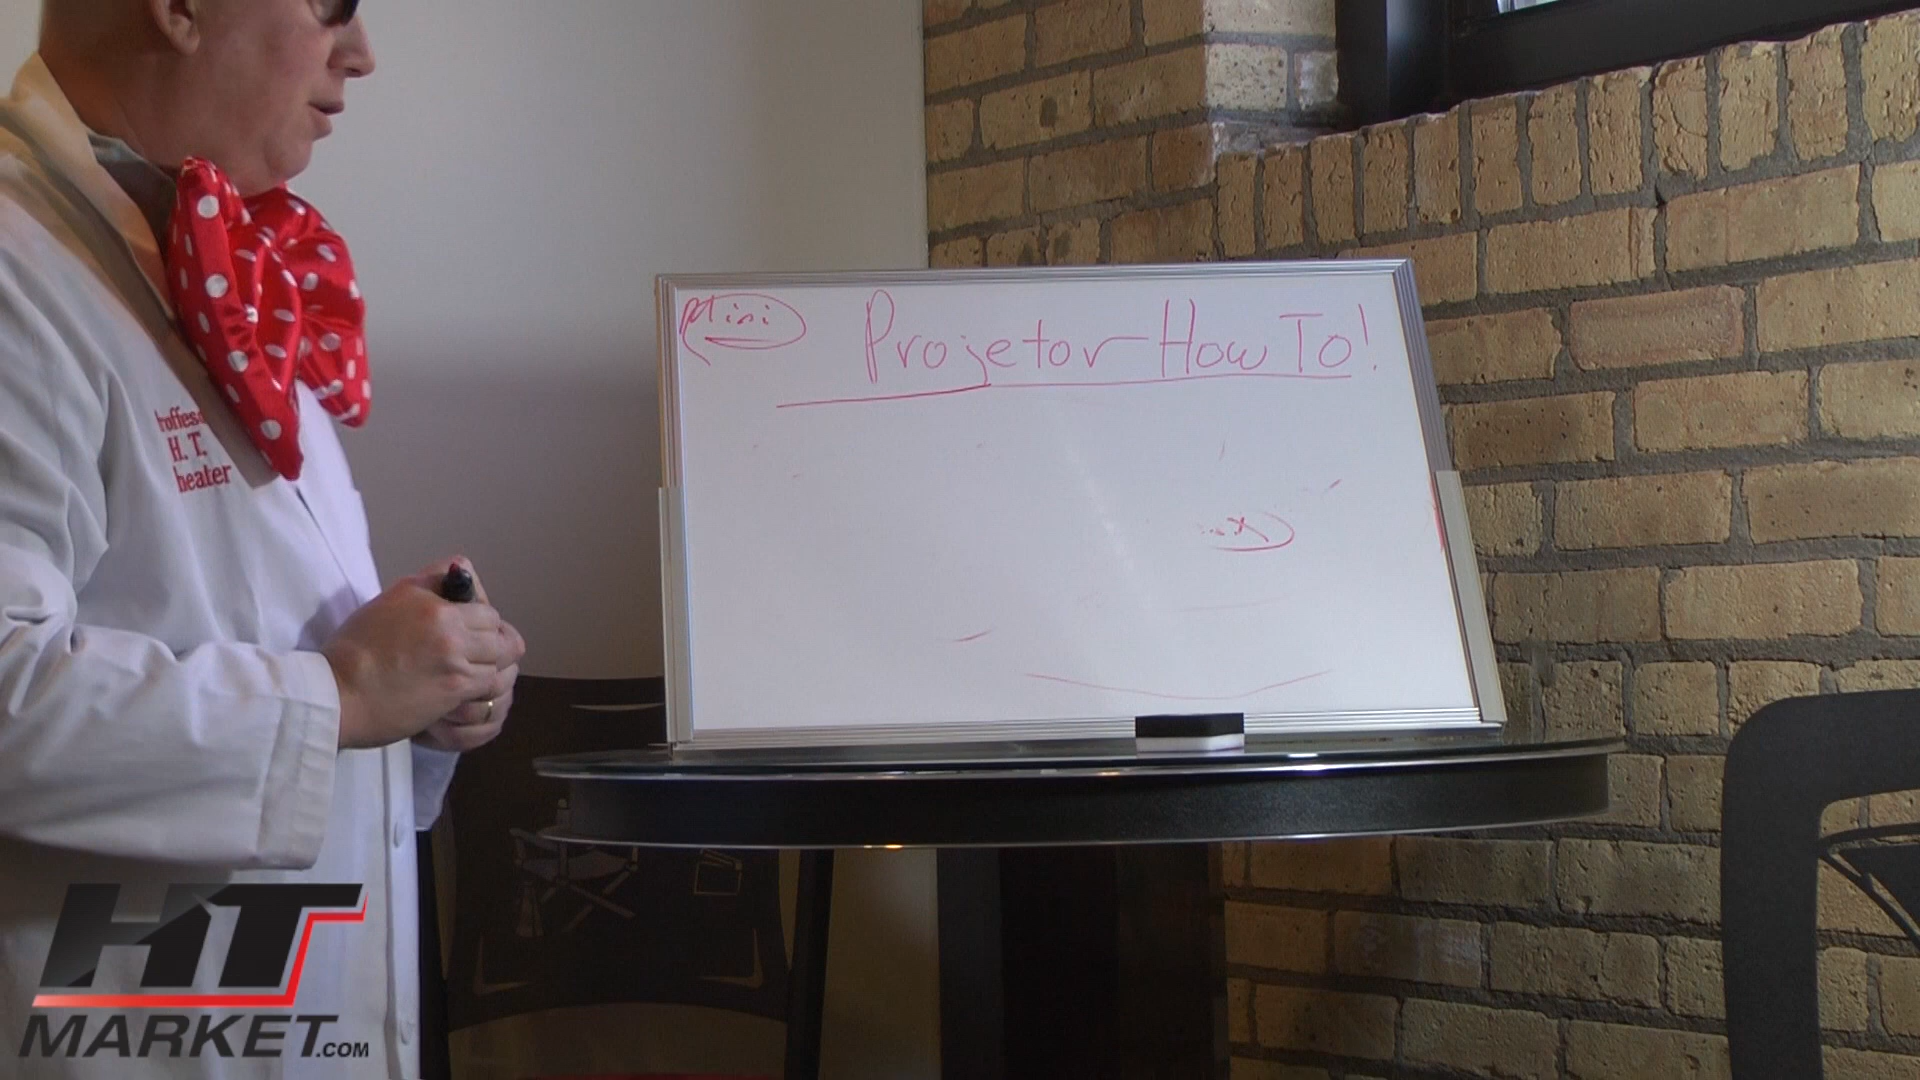 Mini
Projetor How To!
x
Proffess
H. T.
heater
HT
MARKET.COM